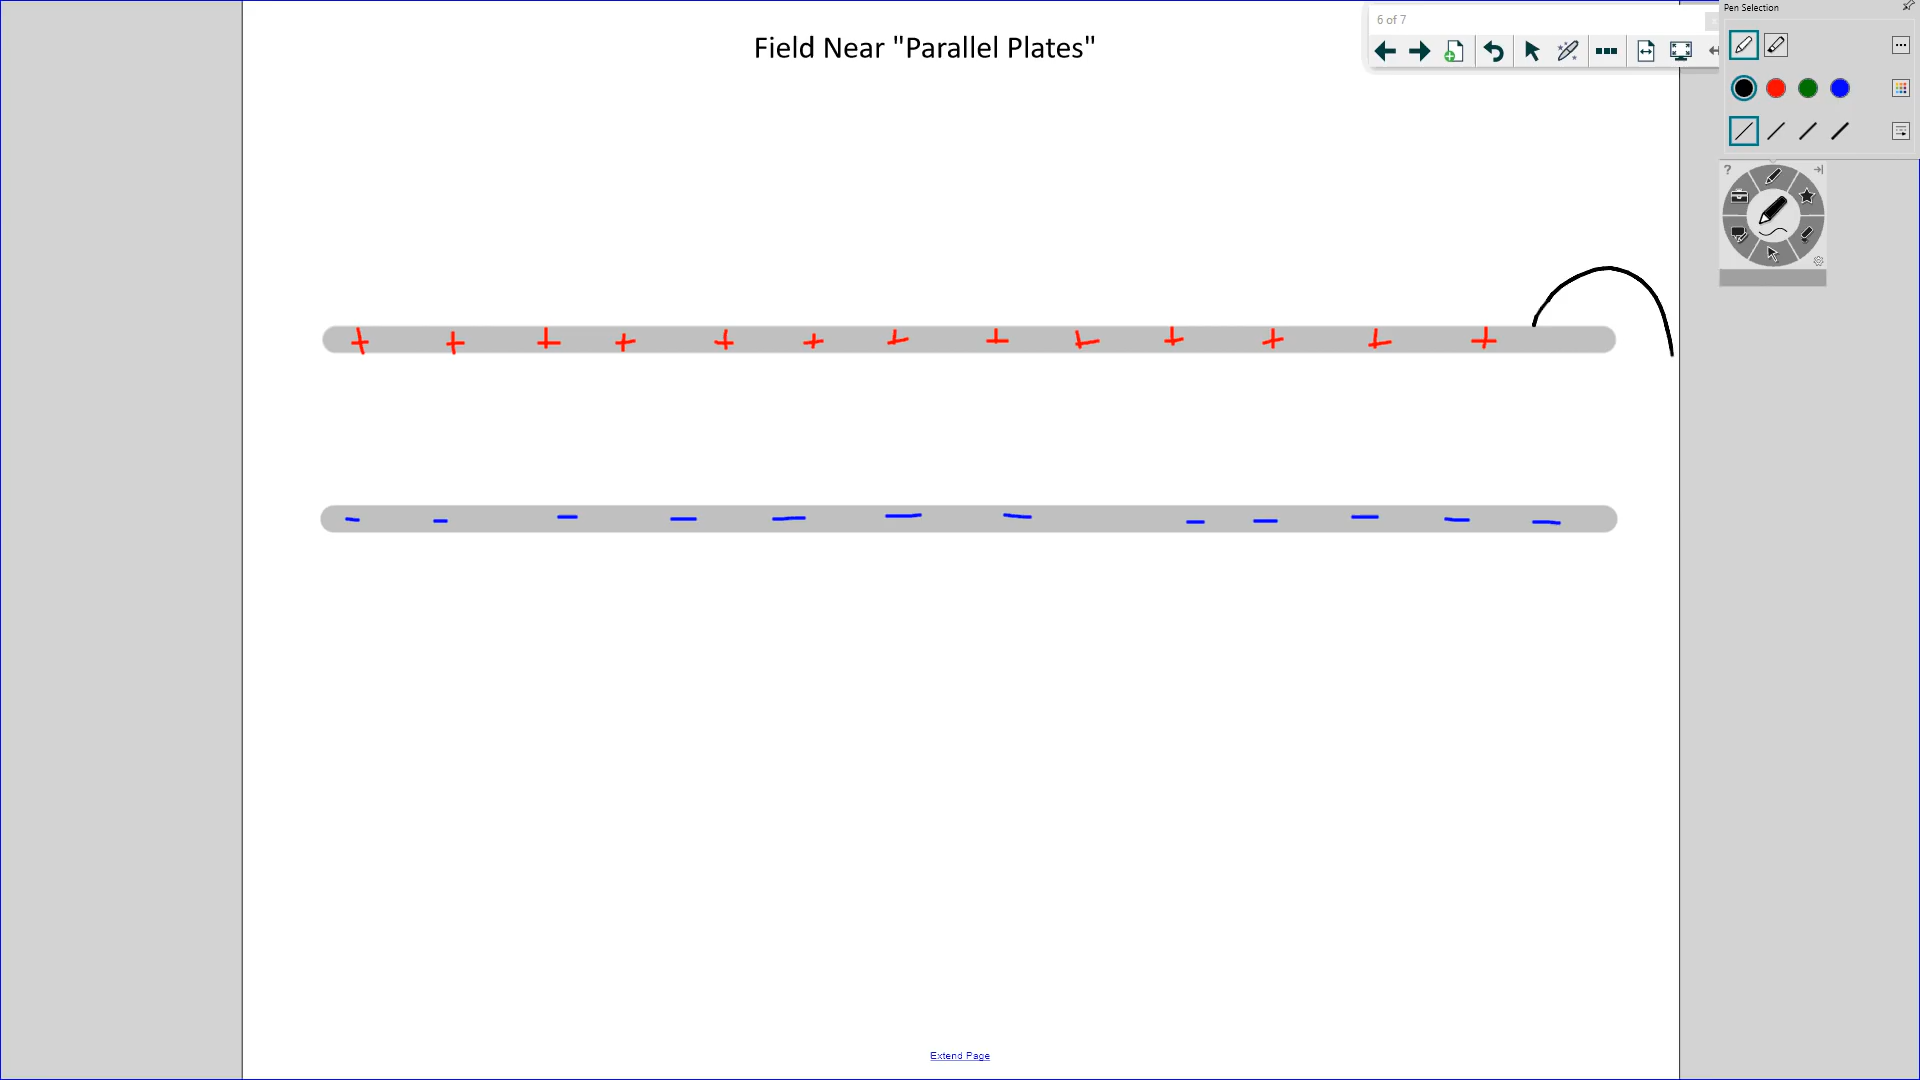 Field Near "Parallel Plates"
6 of 7
Pen Selection
?
+ + + + + + + + + + + + +
- - - - - - - - - - - -
Extend Page